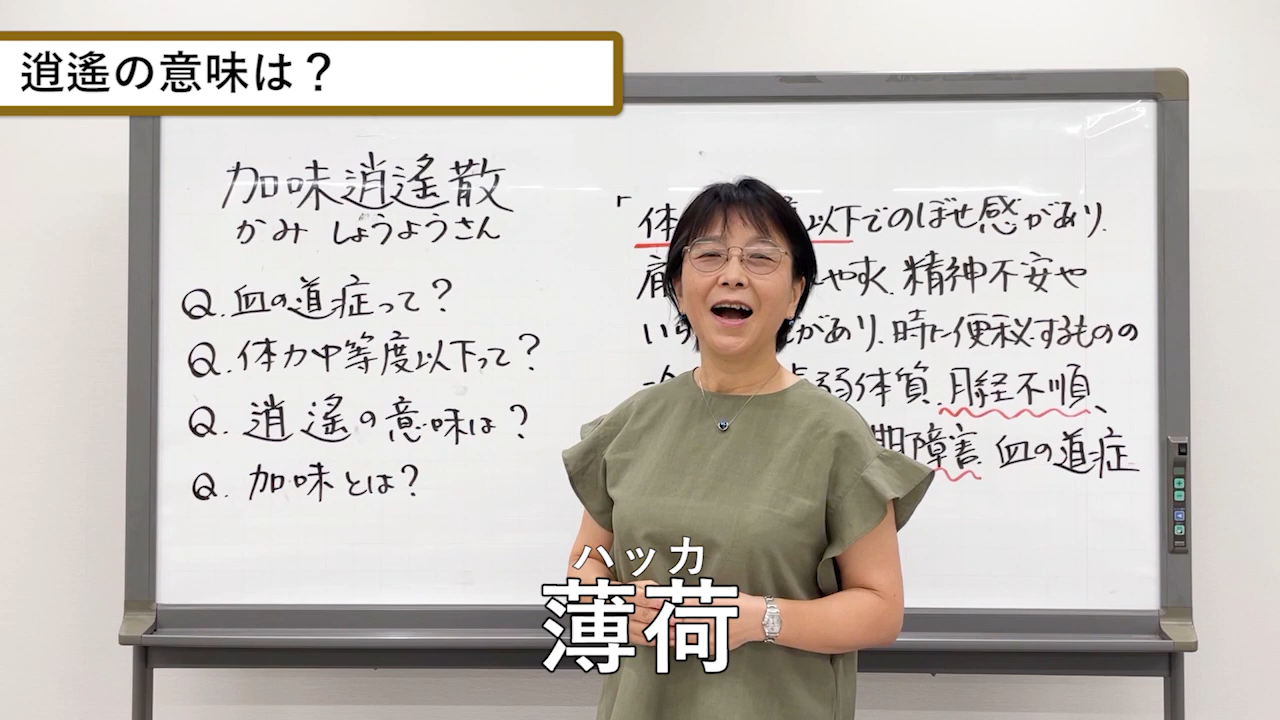 逍遙の意味は？
加味逍遙散
かみしょうようさん
Q.血の道症って？
Q.体力中等度以下って？
Q.逍遙の意味は？
Q.加味とは？
「体 以下でのぼせ感があり、
肩 やすく、精神不安や
いら があり、時に便秘するものの
弱体質、月経不順、
期障害、血の道症
ハッカ
薄荷